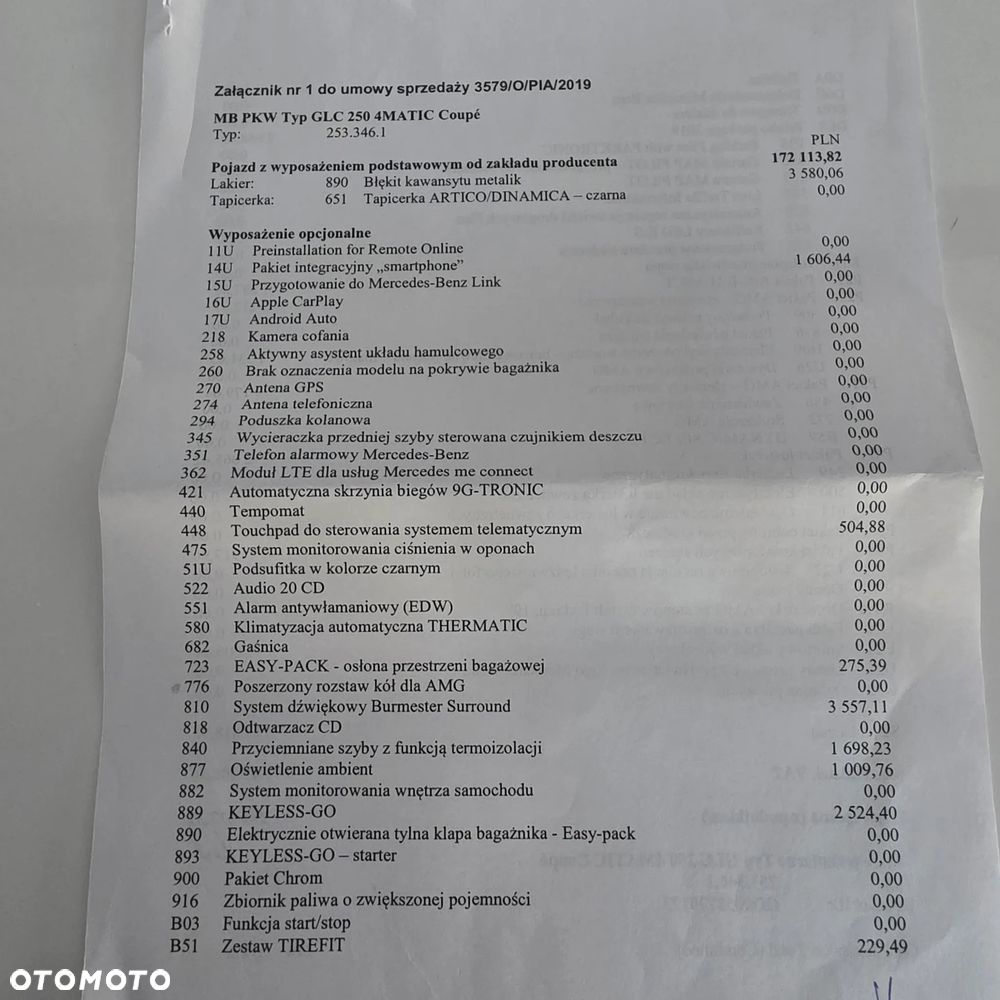 Załącznik nr 1 do umowy sprzedaży 3579/O/PIA/2019
MB PKW Typ GLC 250 4MATIC Coupé
Typ: 253.346.1
PLN
Pojazd z wyposażeniem podstawowym od zakładu producenta 172 113,82
Lakier: 890 Błękit kawansytu metalik 3 580,06
Tapicerka: 651 Tapicerka ARTICO/DINAMICA – czarna 0,00
Wyposażenie opcjonalne
11U Preinstallation for Remote Online 0,00
14U Pakiet integracyjny „smartphone” 1 606,44
15U Przygotowanie do Mercedes-Benz Link 0,00
16U Apple CarPlay 0,00
17U Android Auto 0,00
218 Kamera cofania 0,00
258 Aktywny asystent układu hamulcowego 0,00
260 Brak oznaczenia modelu na pokrywie bagażnika 0,00
270 Antena GPS 0,00
274 Antena telefoniczna 0,00
294 Poduszka kolanowa 0,00
345 Wycieraczka przedniej szyby sterowana czujnikiem deszczu 0,00
351 Telefon alarmowy Mercedes-Benz 0,00
362 Moduł LTE dla usług Mercedes me connect 0,00
421 Automatyczna skrzynia biegów 9G-TRONIC 0,00
440 Tempomat 0,00
448 Touchpad do sterowania systemem telematycznym 504,88
475 System monitorowania ciśnienia w oponach 0,00
51U Podsufitka w kolorze czarnym 0,00
522 Audio 20 CD 0,00
551 Alarm antywłamaniowy (EDW) 0,00
580 Klimatyzacja automatyczna THERMATIC 0,00
682 Gaśnica 0,00
723 EASY-PACK - osłona przestrzeni bagażowej 275,39
776 Poszerzony rozstaw kół dla AMG 0,00
810 System dźwiękowy Burmester Surround 3 557,11
818 Odtwarzacz CD 0,00
840 Przyciemniane szyby z funkcją termoizolacji 1 698,23
877 Oświetlenie ambient 1 009,76
882 System monitorowania wnętrza samochodu 0,00
889 KEYLESS-GO 2 524,40
890 Elektrycznie otwierana tylna klapa bagażnika - Easy-pack 0,00
893 KEYLESS-GO – starter 0,00
900 Pakiet Chrom 0,00
916 Zbiornik paliwa o zwiększonej pojemności 0,00
B03 Funkcja start/stop 0,00
B51 Zestaw TIREFIT 229,49
OTOMOTO